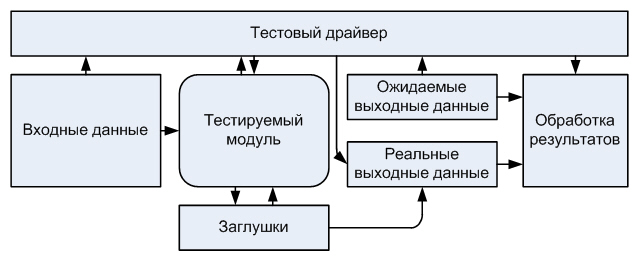 Тестовый драйвер
Входные данные
Тестируемый
модуль
Ожидаемые
выходные данные
Реальные
выходные данные
Обработка
результатов
Заглушки